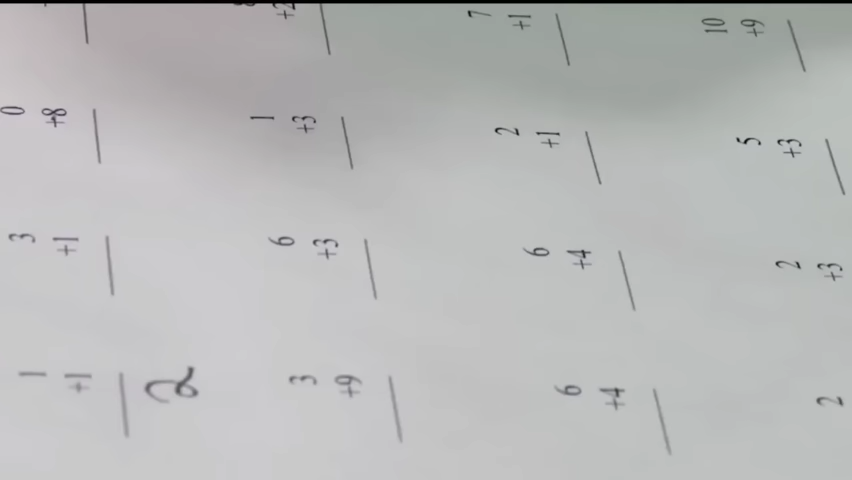 1 3 0
+1 +1 +8
2
3 6 1
+9 +3 +3 +2
6 6 2 7
+4 +4 +1 +1
2 2 5 10
+3 +3 +9